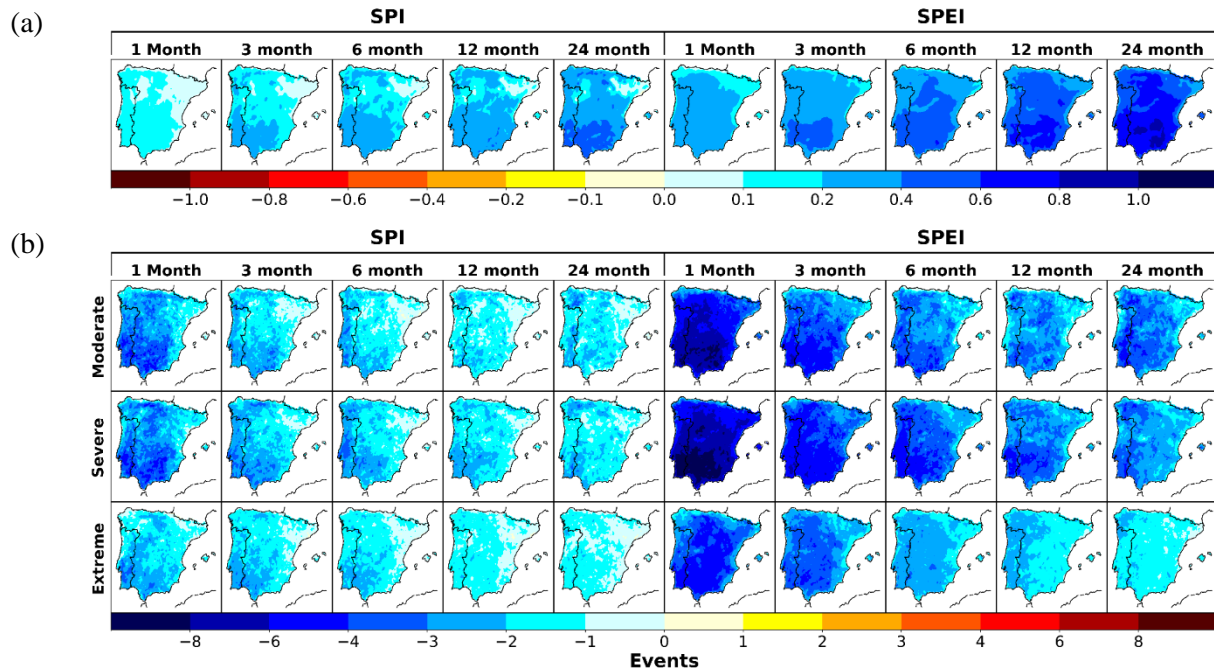 (a)
SPI SPEI
1 Month 3 month 6 month 12 month 24 month 1 Month 3 month 6 month 12 month 24 month
−1.0 −0.8 −0.6 −0.4 −0.2 −0.1 0.0 0.1 0.2 0.4 0.6 0.8 1.0
(b)
SPI SPEI
1 Month 3 month 6 month 12 month 24 month 1 Month 3 month 6 month 12 month 24 month
Moderate
Severe
Extreme
−8 −6 −4 −3 −2 −1 0 1 2 3 4 6 8
Events